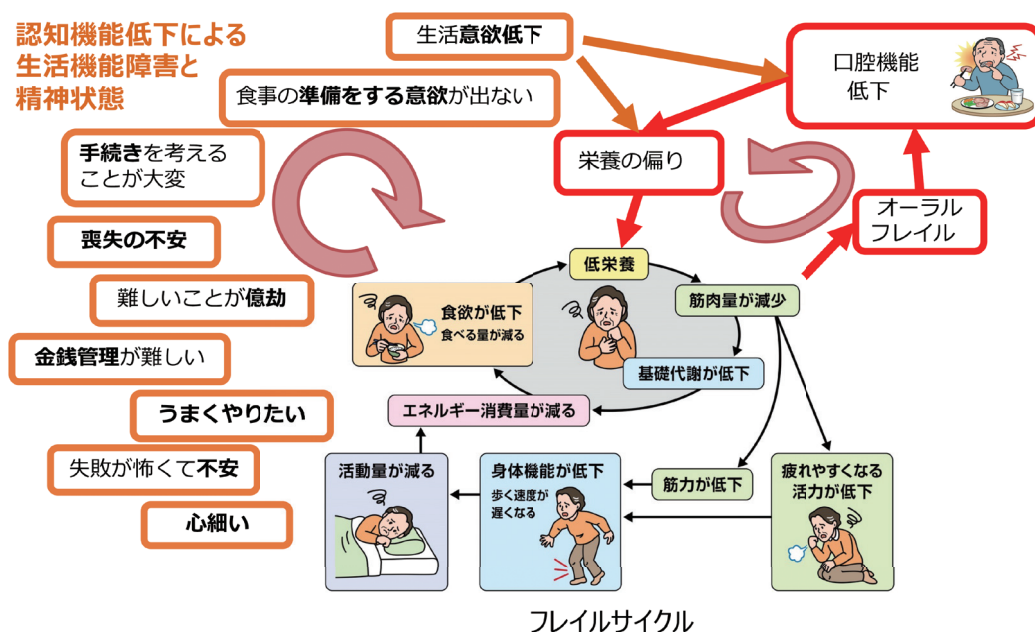 認知機能低下による
生活機能障害と
精神状態
生活意欲低下
食事の準備をする意欲が出ない
手続きを考える
ことが大変
喪失の不安
難しいことが億劫
金銭管理が難しい
うまくやりたい
失敗が怖くて不安
心細い
口腔機能
低下
栄養の偏り
オーラル
フレイル
低栄養
筋肉量が減少
食欲が低下
食べる量が減る
基礎代謝が低下
エネルギー消費量が減る
活動量が減る
身体機能が低下
歩く速度が
遅くなる
筋力が低下
疲れやすくなる
活力が低下
フレイルサイクル